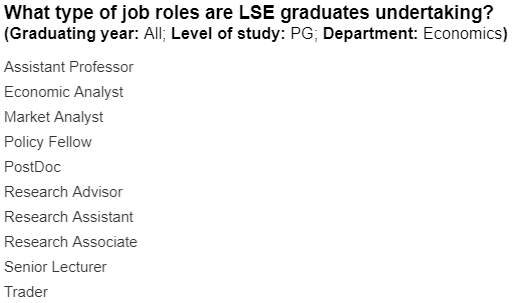 What type of job roles are LSE graduates undertaking?
(Graduating year: All; Level of study: PG; Department: Economics)
Assistant Professor
Economic Analyst
Market Analyst
Policy Fellow
PostDoc
Research Advisor
Research Assistant
Research Associate
Senior Lecturer
Trader